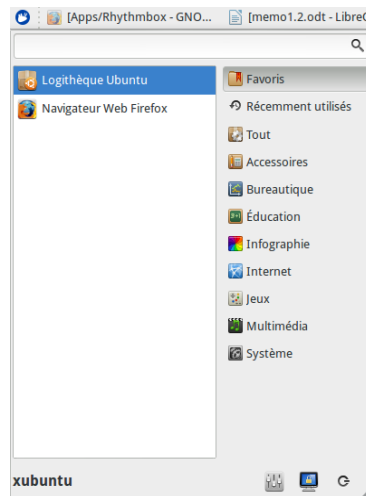 [Apps/Rhythmbox - GNO... [memo1.2.odt - Libre
Logithèque Ubuntu
Navigateur Web Firefox
Favoris
Récemment utilisés
Tout
Accessoires
Bureautique
Éducation
Infographie
Internet
Jeux
Multimédia
Système
xubuntu